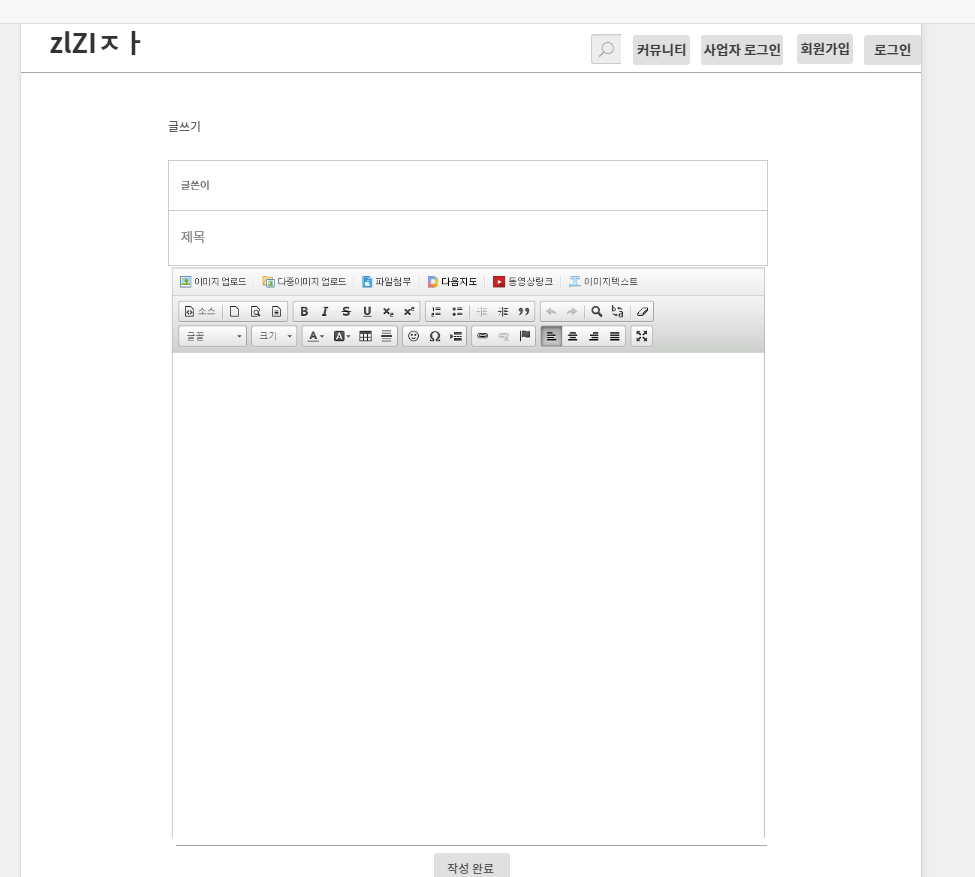 zlZIㅈㅏ
커뮤니티 사업자 로그인 회원가입 로그인
글쓰기
글쓴이
제목
이미지 업로드 다중이미지 업로드 파일첨부 다음지도 동영상링크 이미지텍스트
소스 B I S U x₂ x²
글꼴 크기 A A Ω
작성 완료